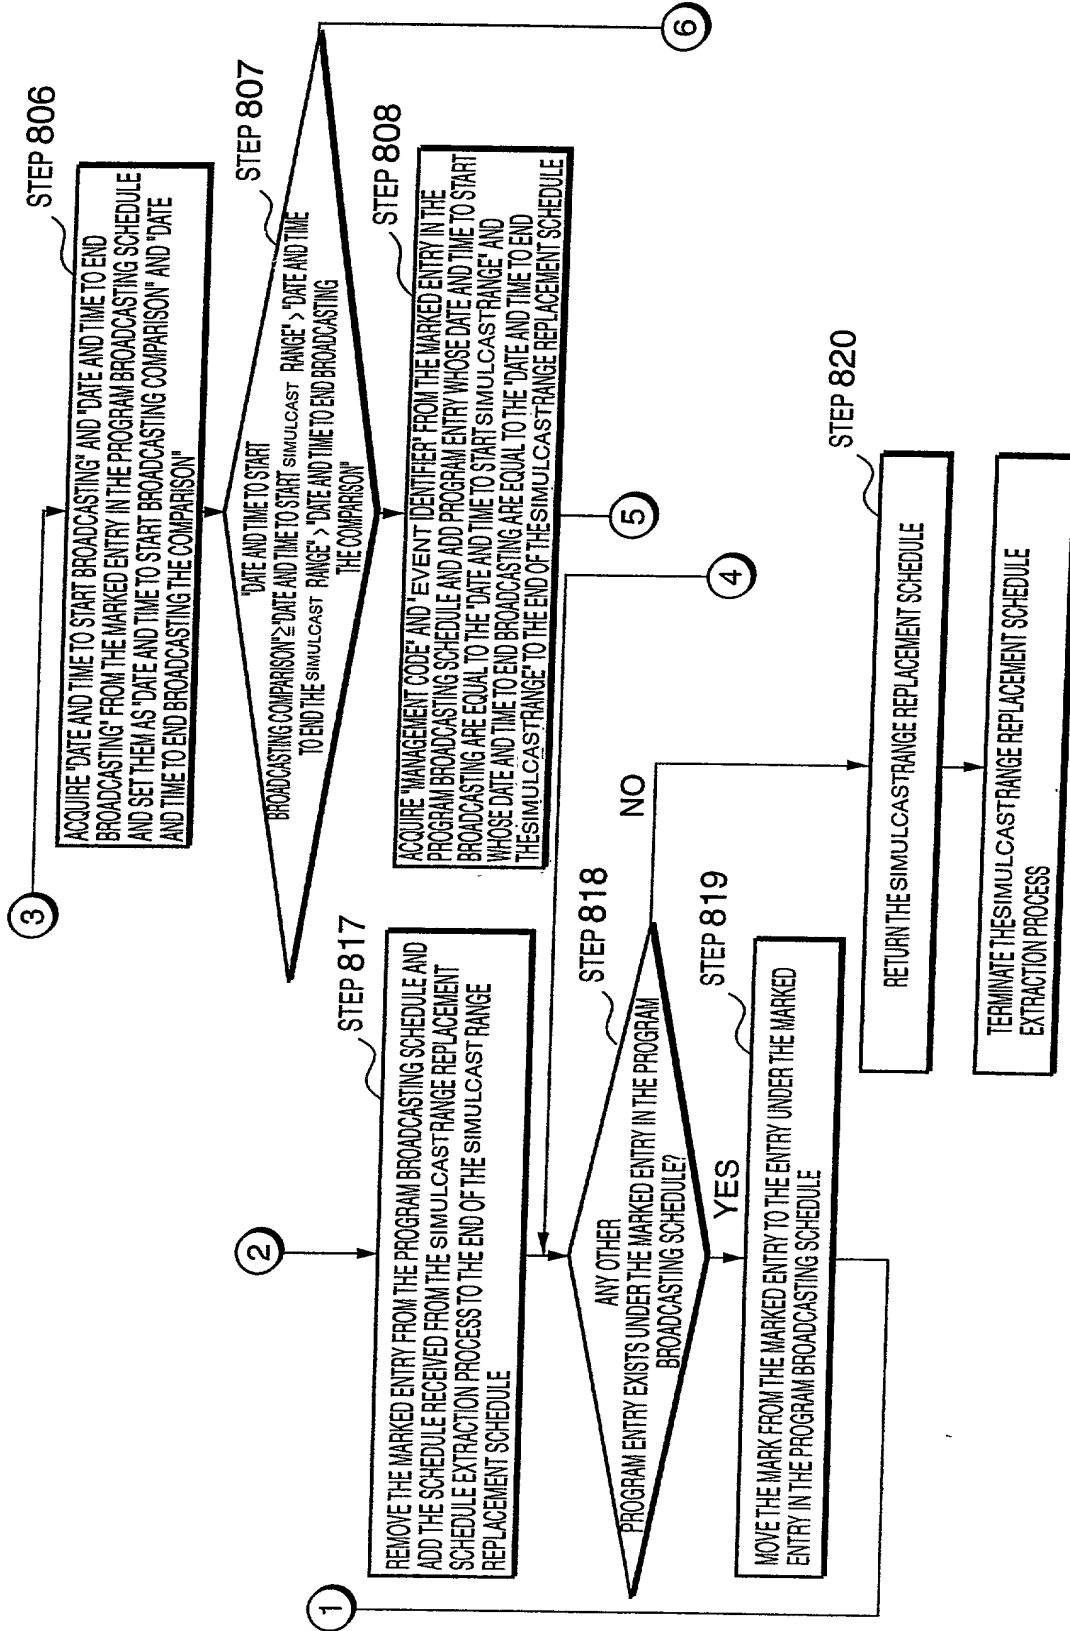 1
2
STEP 817
REMOVE THE MARKED ENTRY FROM THE PROGRAM BROADCASTING SCHEDULE AND
ADD THE SCHEDULE RECEIVED FROM THE SIMULCAST RANGE REPLACEMENT
SCHEDULE EXTRACTION PROCESS TO THE END OF THE SIMULCAST RANGE
REPLACEMENT SCHEDULE
4
STEP 818
ANY OTHER
PROGRAM ENTRY EXISTS UNDER THE MARKED ENTRY IN THE PROGRAM
BROADCASTING SCHEDULE?
YES
NO
STEP 819
MOVE THE MARK FROM THE MARKED ENTRY TO THE ENTRY UNDER THE MARKED
ENTRY IN THE PROGRAM BROADCASTING SCHEDULE
3
STEP 806
ACQUIRE "DATE AND TIME TO START BROADCASTING" AND "DATE AND TIME TO END
BROADCASTING" FROM THE MARKED ENTRY IN THE PROGRAM BROADCASTING SCHEDULE
AND SET THEM AS "DATE AND TIME TO START BROADCASTING COMPARISON" AND "DATE
AND TIME TO END BROADCASTING THE COMPARISON"
STEP 807
"DATE AND TIME TO START
BROADCASTING COMPARISON" ≧ "DATE AND TIME TO START SIMULCAST RANGE" > "DATE AND TIME
TO END THE SIMULCAST RANGE" > "DATE AND TIME TO END BROADCASTING
THE COMPARISON"
6
STEP 808
ACQUIRE "MANAGEMENT CODE" AND "EVENT IDENTIFIER" FROM THE MARKED ENTRY IN THE
PROGRAM BROADCASTING SCHEDULE AND ADD PROGRAM ENTRY WHOSE DATE AND TIME TO START
BROADCASTING ARE EQUAL TO THE "DATE AND TIME TO START SIMULCAST RANGE" AND
WHOSE DATE AND TIME TO END BROADCASTING ARE EQUAL TO THE "DATE AND TIME TO END
THE SIMULCAST RANGE" TO THE END OF THE SIMULCAST RANGE REPLACEMENT SCHEDULE
5
STEP 820
RETURN THE SIMULCAST RANGE REPLACEMENT SCHEDULE
TERMINATE THE SIMULCAST RANGE REPLACEMENT SCHEDULE
EXTRACTION PROCESS